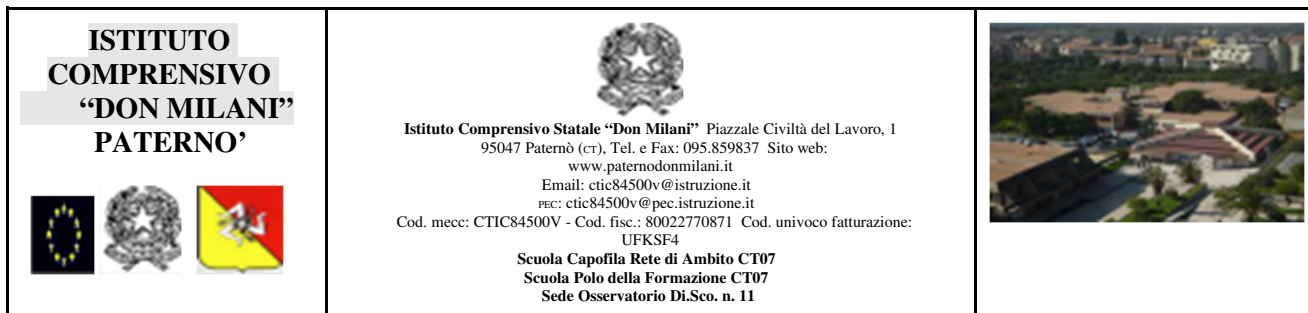 ISTITUTO
COMPRENSIVO
“DON MILANI”
PATERNO’
Istituto Comprensivo Statale “Don Milani” Piazzale Civiltà del Lavoro, 1
95047 Paternò (CT), Tel. e Fax: 095.859837 Sito web:
www.paternodonmilani.it
Email: ctic84500v@istruzione.it
PEC: ctic84500v@pec.istruzione.it
Cod. mecc: CTIC84500V - Cod. fisc.: 80022770871 Cod. univoco fatturazione:
UFKSF4
Scuola Capofila Rete di Ambito CT07
Scuola Polo della Formazione CT07
Sede Osservatorio Di.Sco. n. 11